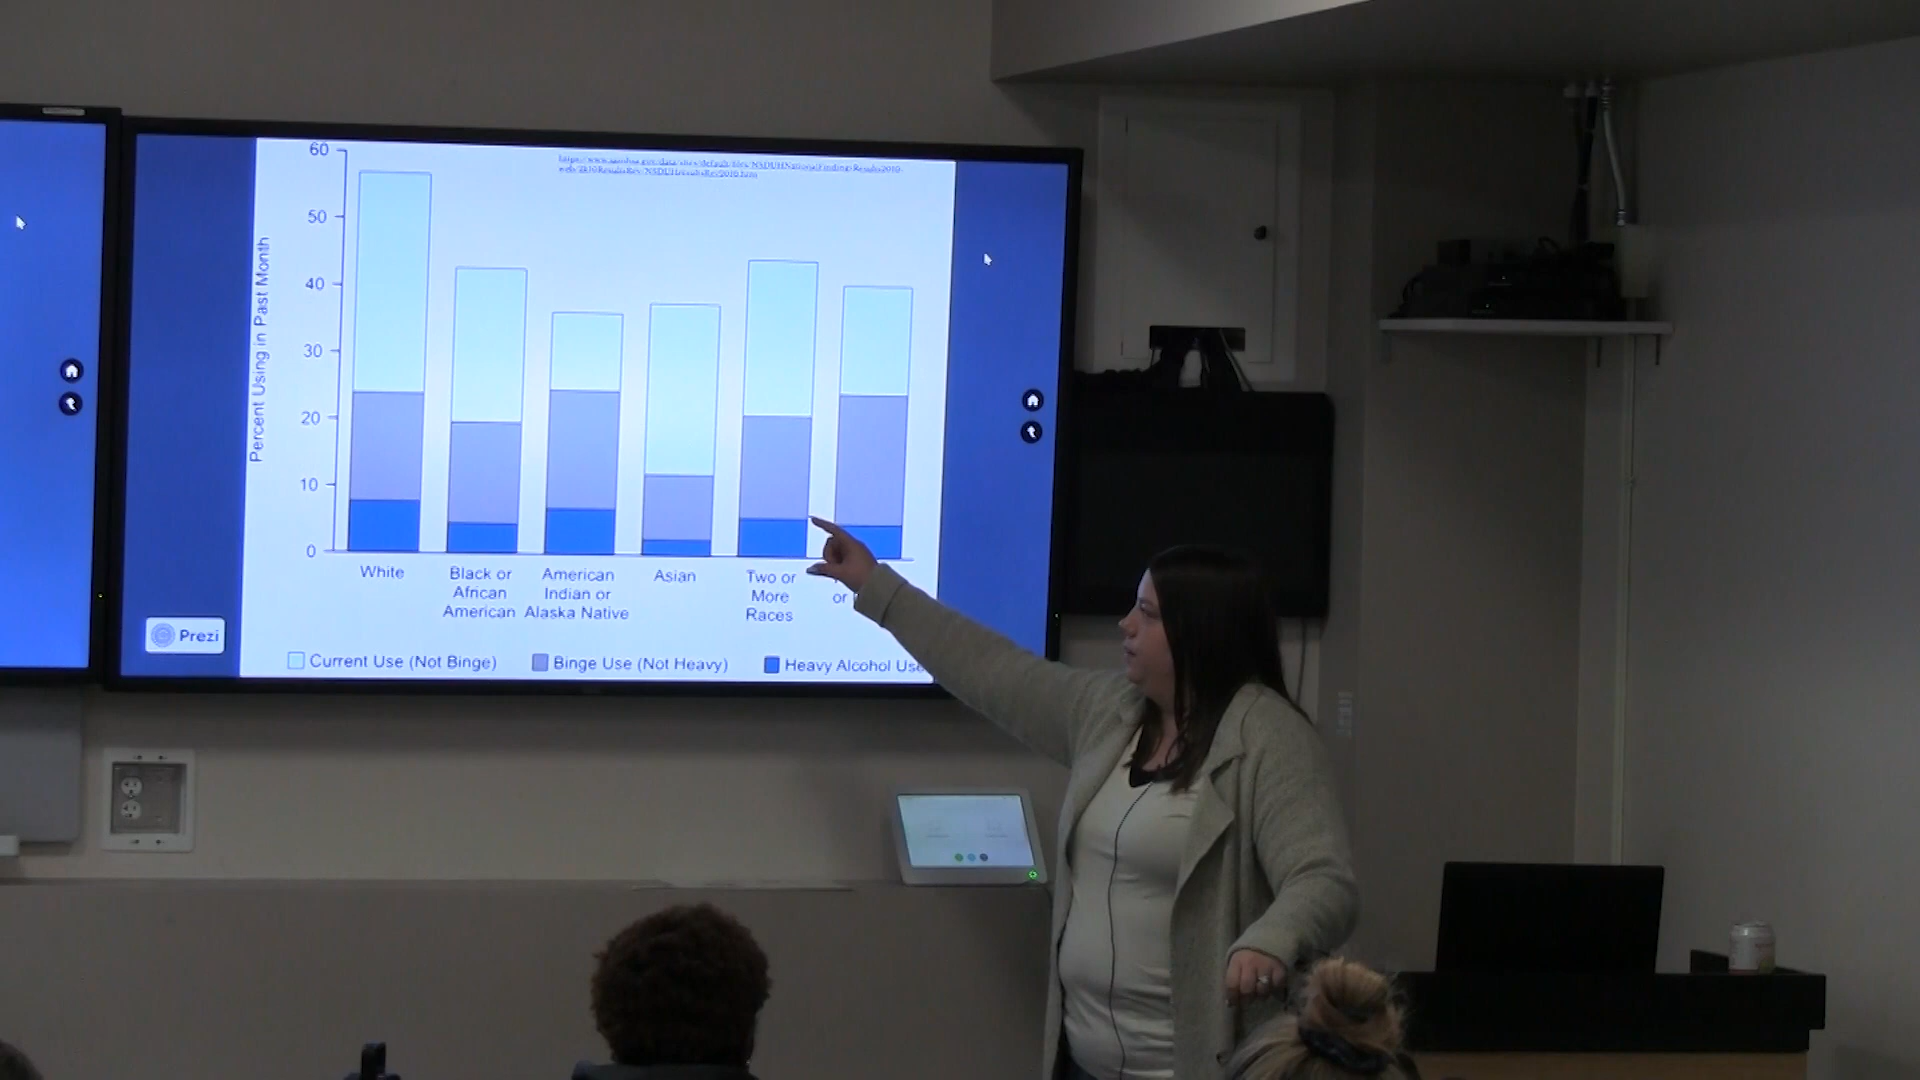 60
50
40
30
20
10
0
Percent Using in Past Month
White
Black or
African
American
American
Indian or
Alaska Native
Asian
Two or
More
Races
or
Current Use (Not Binge)
Binge Use (Not Heavy)
Heavy Alcohol Use
Prezi